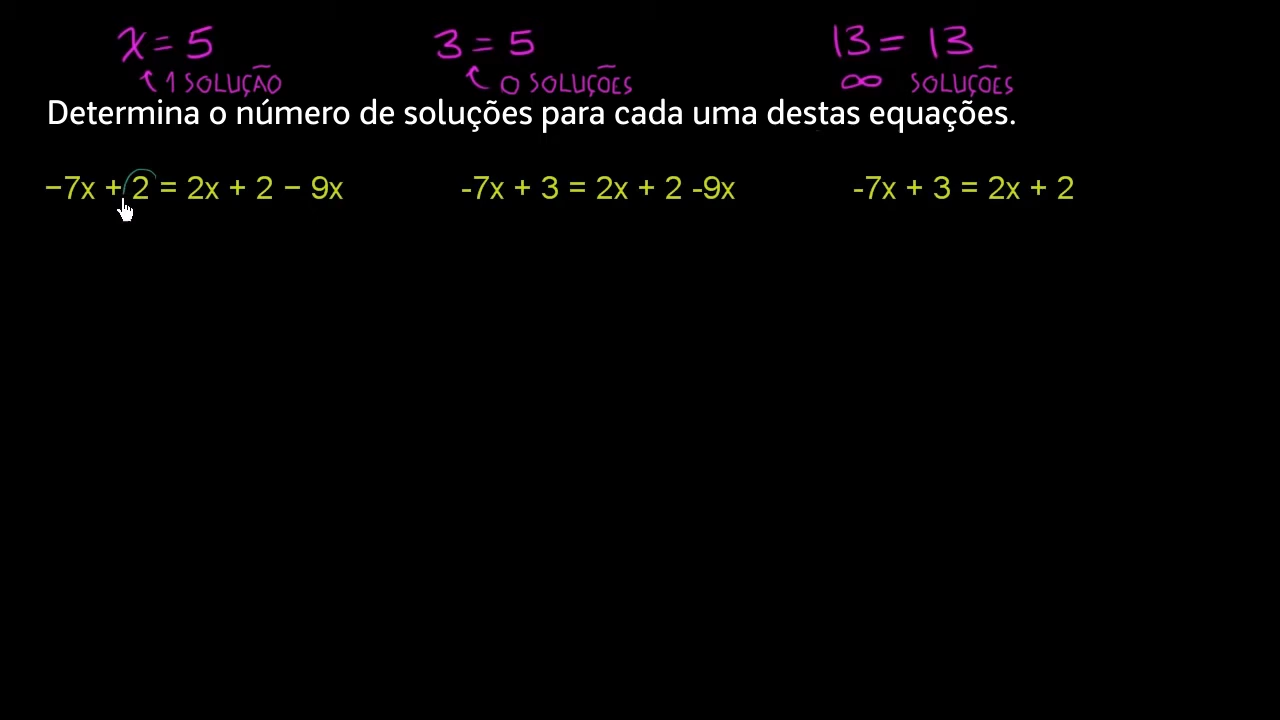 x = 5 3 = 5 13 = 13
1 SOLUÇÃO 0 SOLUÇÕES ∞ SOLUÇÕES
Determina o número de soluções para cada uma destas equações.
−7x + 2 = 2x + 2 − 9x -7x + 3 = 2x + 2 -9x -7x + 3 = 2x + 2